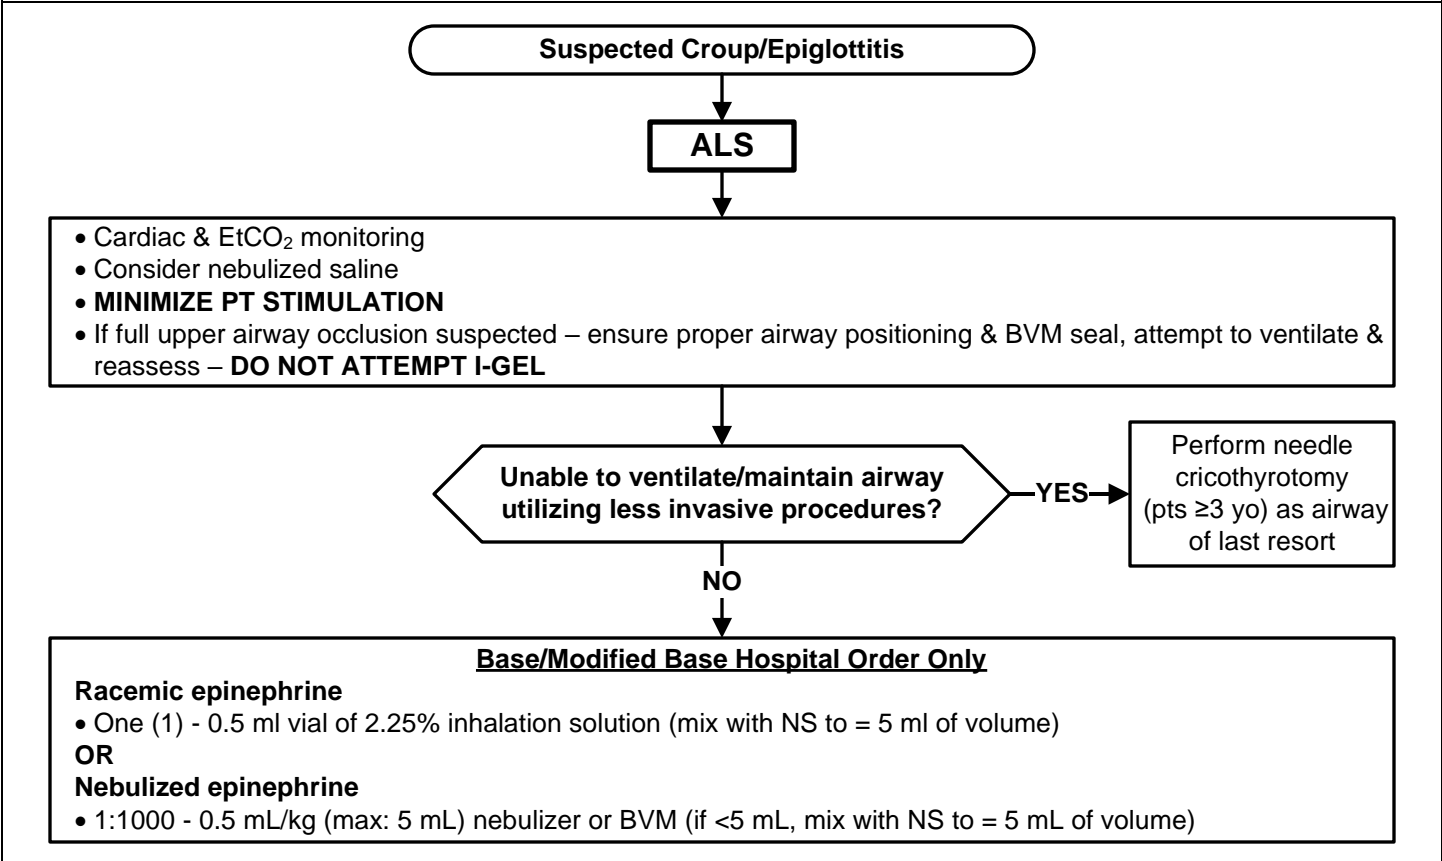 Suspected Croup/Epiglottitis
ALS
• Cardiac & EtCO₂ monitoring
• Consider nebulized saline
• MINIMIZE PT STIMULATION
• If full upper airway occlusion suspected – ensure proper airway positioning & BVM seal, attempt to ventilate &
reassess – DO NOT ATTEMPT I-GEL
Unable to ventilate/maintain airway
utilizing less invasive procedures?
YES
Perform needle
cricothyrotomy
(pts ≥3 yo) as airway
of last resort
NO
Base/Modified Base Hospital Order Only
Racemic epinephrine
• One (1) - 0.5 ml vial of 2.25% inhalation solution (mix with NS to = 5 ml of volume)
OR
Nebulized epinephrine
• 1:1000 - 0.5 mL/kg (max: 5 mL) nebulizer or BVM (if <5 mL, mix with NS to = 5 mL of volume)